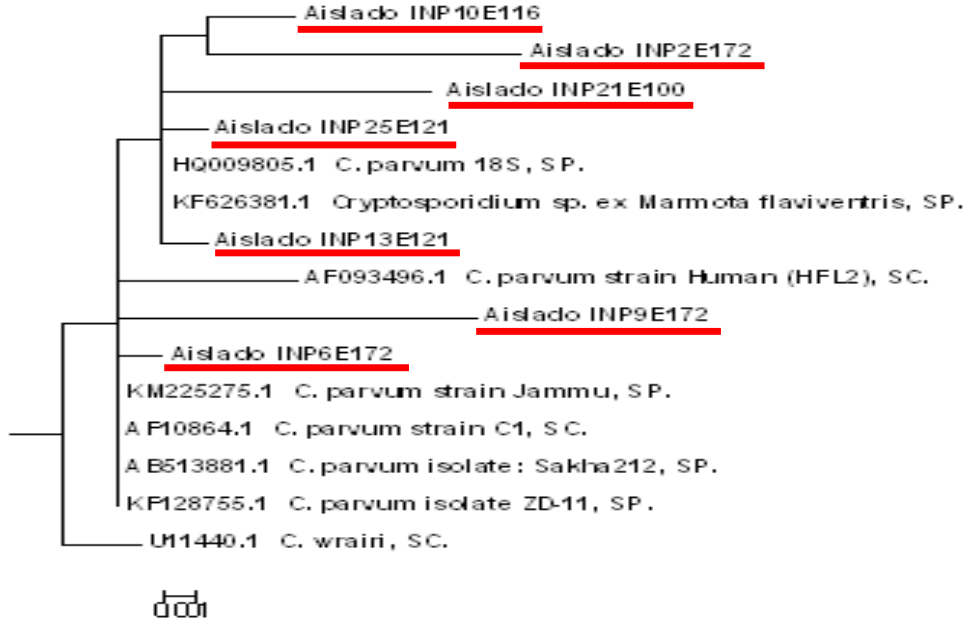 Aislado INP10E116
Aislado INP2E172
Aislado INP21E100
Aislado INP25E121
HQ009805.1 C. parvum 18S, SP.
KF626381.1 Cryptosporidium sp. ex Marmota flaviventris, SP.
Aislado INP13E121
AF093496.1 C. parvum strain Human (HFL2), SC.
Aislado INP9E172
Aislado INP6E172
KM225275.1 C. parvum strain Jammu, SP.
AF10864.1 C. parvum strain C1, SC.
AB513881.1 C. parvum isolate: Sakha212, SP.
KF128755.1 C. parvum isolate ZD-11, SP.
U11440.1 C. wrairi, SC.